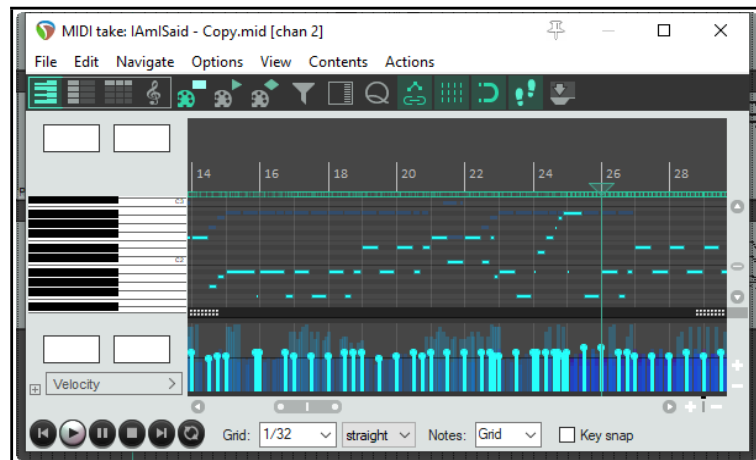 MIDI take: IAmISaid - Copy.mid [chan 2]
File Edit Navigate Options View Contents Actions
14 16 18 20 22 24 26 28
Velocity
Grid: 1/32 straight Notes: Grid Key snap